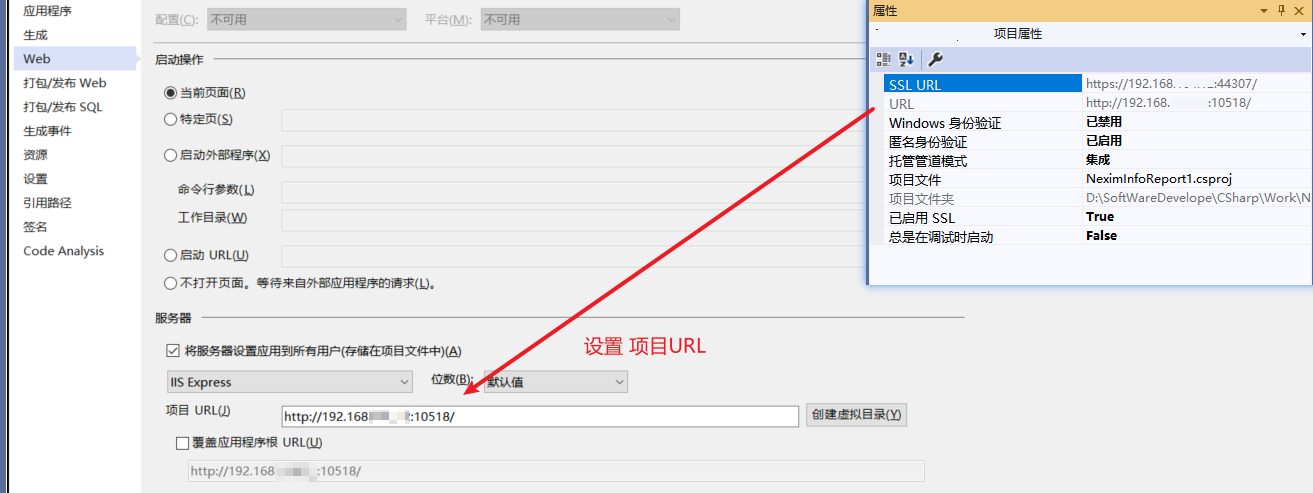 应用程序
生成
Web
打包/发布 Web
打包/发布 SQL
生成事件
资源
设置
引用路径
签名
Code Analysis
配置(C):
不可用
平台(M):
不可用
启动操作
当前页面(R)
特定页(S)
启动外部程序(X)
命令行参数(L)
工作目录(W)
启动 URL(U)
不打开页面。等待来自外部应用程序的请求(L)。
服务器
将服务器设置应用到所有用户(存储在项目文件中)(A)
IIS Express
位数(B):
默认值
项目 URL(J)
http://192.168 :10518/
创建虚拟目录(Y)
覆盖应用程序根 URL(U)
http://192.168 :10518/
设置 项目URL
属性
项目属性
SSL URL
https://192.168 :44307/
URL
http://192.168. :10518/
Windows 身份验证
已禁用
匿名身份验证
已启用
托管管道模式
集成
项目文件
NeximInfoReport1.csproj
项目文件夹
D:\SoftWareDevelope\CSharp\Work\N
已启用 SSL
True
总是在调试时启动
False